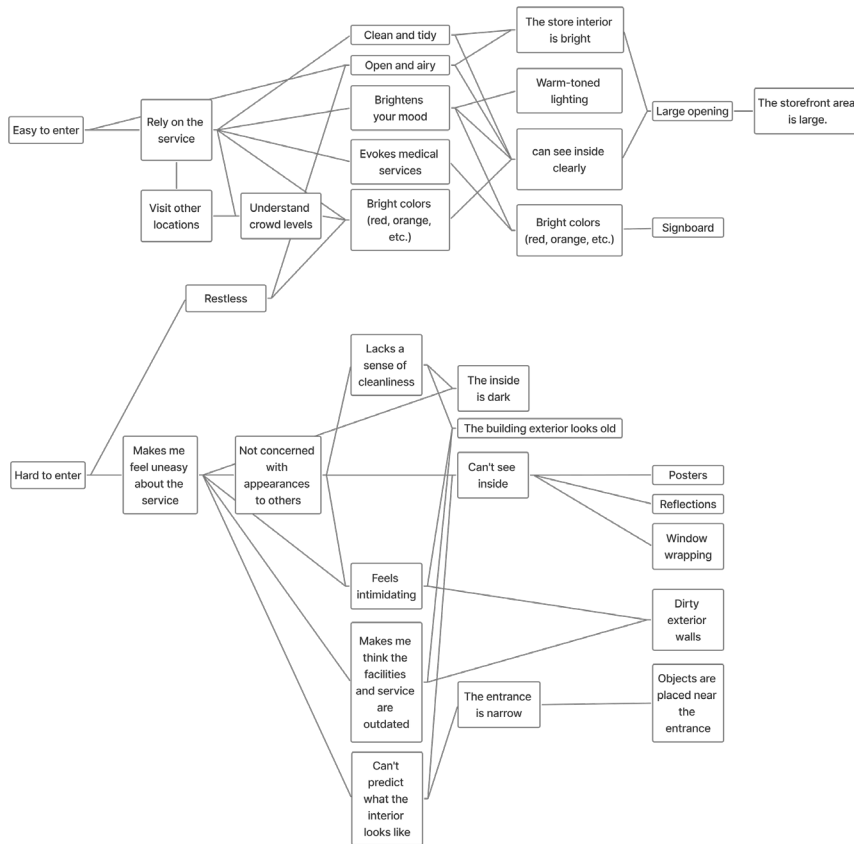 Clean and tidy
The store interior
is bright
Open and airy
Brightens
your mood
Warm-toned
lighting
Easy to enter
Rely on the
service
Large opening
The storefront area
is large.
Evokes medical
services
can see inside
clearly
Visit other
locations
Understand
crowd levels
Bright colors
(red, orange,
etc.)
Bright colors
(red, orange, etc.)
Signboard
Restless
Lacks a
sense of
cleanliness
The inside
is dark
The building exterior looks old
Hard to enter
Makes me
feel uneasy
about the
service
Not concerned
with
appearances
to others
Can't see
inside
Posters
Reflections
Window
wrapping
Feels
intimidating
Dirty
exterior
walls
Makes me
think the
facilities
and service
are
outdated
The entrance
is narrow
Objects are
placed near
the
entrance
Can't
predict
what the
interior
looks like